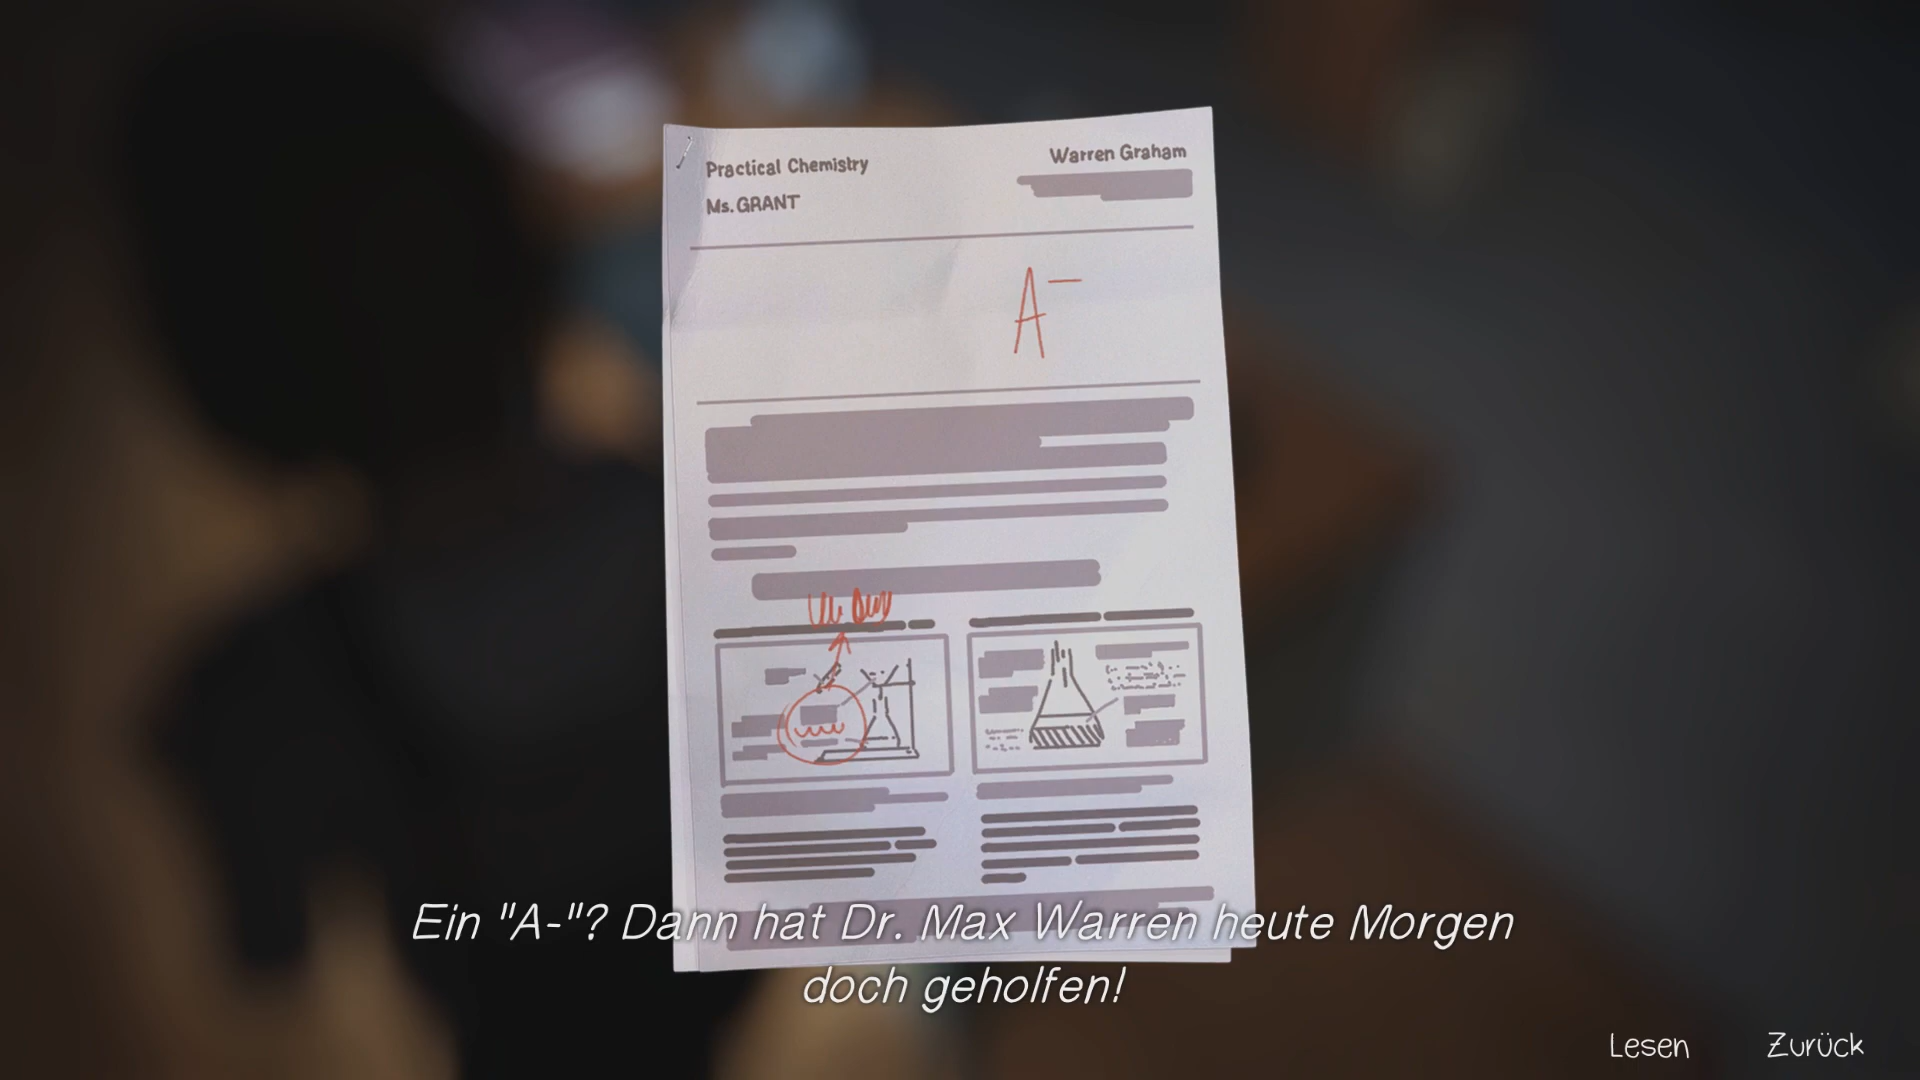 Practical Chemistry
Warren Graham
Ms. GRANT
A-
Ein "A-"? Dann hat Dr. Max Warren heute Morgen
doch geholfen!
Lesen
Zurück